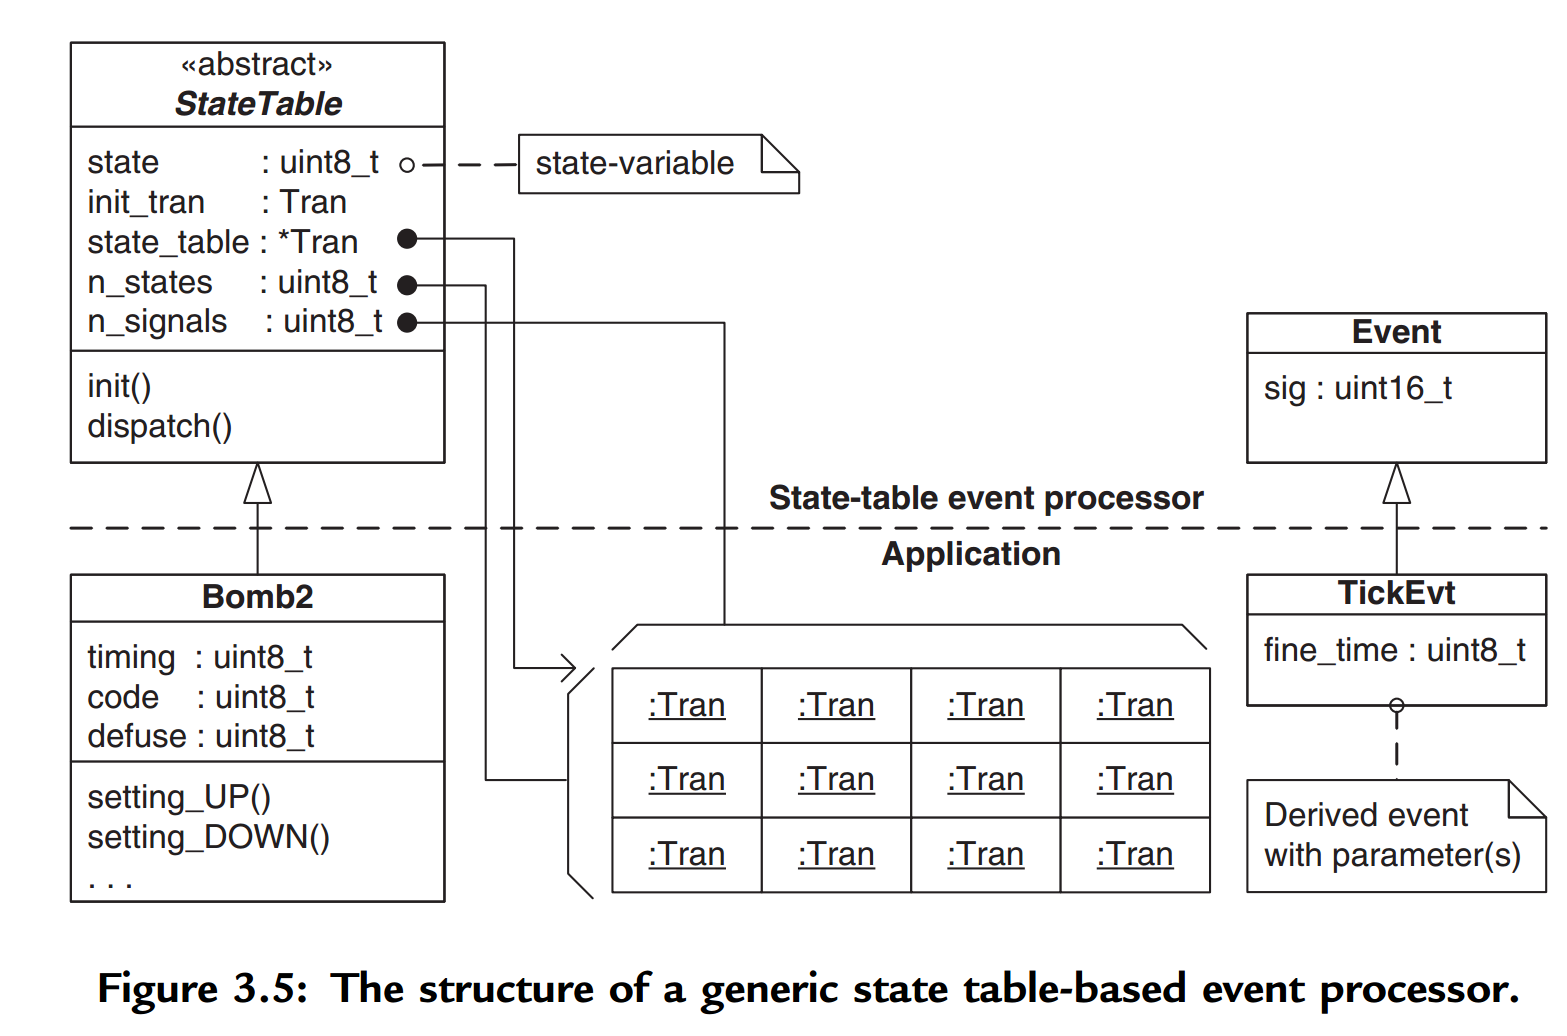 «abstract»
StateTable
state : uint8_t
init_tran : Tran
state_table : *Tran
n_states : uint8_t
n_signals : uint8_t
init()
dispatch()
state-variable
Event
sig : uint16_t
State-table event processor
Application
Bomb2
timing : uint8_t
code : uint8_t
defuse : uint8_t
setting_UP()
setting_DOWN()
. . .
:Tran :Tran :Tran :Tran
:Tran :Tran :Tran :Tran
:Tran :Tran :Tran :Tran
TickEvt
fine_time : uint8_t
Derived event
with parameter(s)
Figure 3.5: The structure of a generic state table-based event processor.